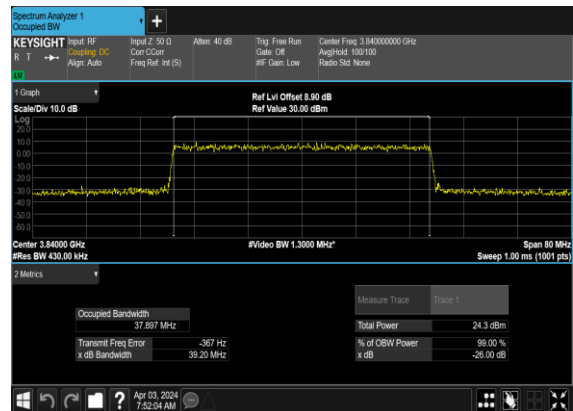 Spectrum Analyzer 1
Occupied BW
+
KEYSIGHT
R T
Input: RF
Coupling: DC
Align: Auto
Input Z: 50 Ω
Corr CCorr
Freq Ref: Int (S)
Atten: 40 dB
Trig: Free Run
Gate: Off
#IF Gain: Low
Center Freq: 3.840000000 GHz
Avg|Hold: 100/100
Radio Std: None
1 Graph
Scale/Div 10.0 dB
Ref Lvl Offset 8.90 dB
Ref Value 30.00 dBm
Log
20.0
10.0
0.00
-10.0
-20.0
-30.0
-40.0
-50.0
-60.0
Center 3.84000 GHz
#Res BW 430.00 kHz
#Video BW 1.3000 MHz*
Span 80 MHz
Sweep 1.00 ms (1001 pts)
2 Metrics
Measure Trace Trace 1
Occupied Bandwidth
37.897 MHz
Total Power 24.3 dBm
Transmit Freq Error -367 Hz
% of OBW Power 99.00 %
x dB Bandwidth 39.20 MHz
x dB -26.00 dB
?
Apr 03, 2024
7:52:04 AM